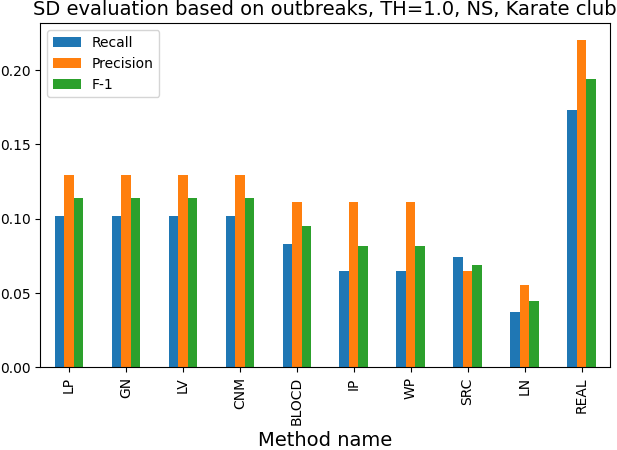 SD evaluation based on outbreaks, TH=1.0, NS, Karate club
Recall
Precision
F-1
0.20
0.15
0.10
0.05
0.00
LP
GN
LV
CNM
BLOCD
IP
WP
SRC
LN
REAL
Method name